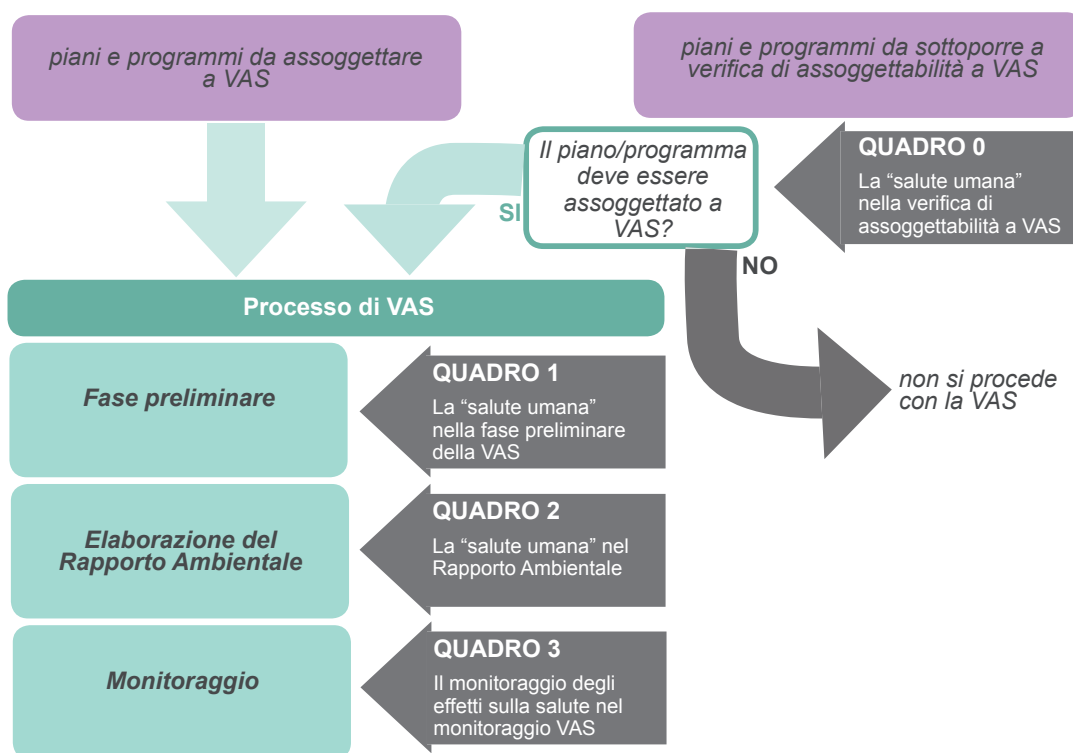 piani e programmi da assoggettare
a VAS
piani e programmi da sottoporre a
verifica di assoggettabilità a VAS
Il piano/programma
deve essere
assoggettato a
VAS?
SI
NO
QUADRO 0
La “salute umana”
nella verifica di
assoggettabilità a VAS
non si procede
con la VAS
Processo di VAS
Fase preliminare
QUADRO 1
La “salute umana”
nella fase preliminare
della VAS
Elaborazione del
Rapporto Ambientale
QUADRO 2
La “salute umana” nel
Rapporto Ambientale
Monitoraggio
QUADRO 3
Il monitoraggio degli
effetti sulla salute nel
monitoraggio VAS